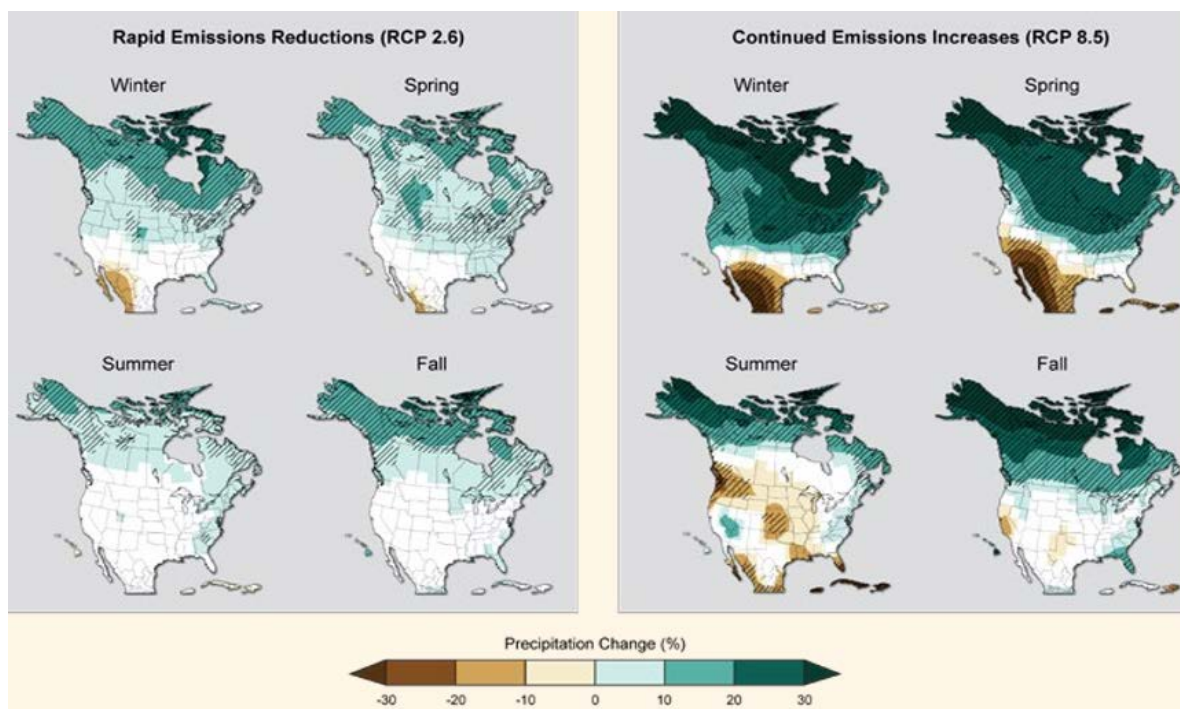 Rapid Emissions Reductions (RCP 2.6)
Winter
Spring
Summer
Fall
Continued Emissions Increases (RCP 8.5)
Winter
Spring
Summer
Fall
Precipitation Change (%)
-30 -20 -10 0 10 20 30